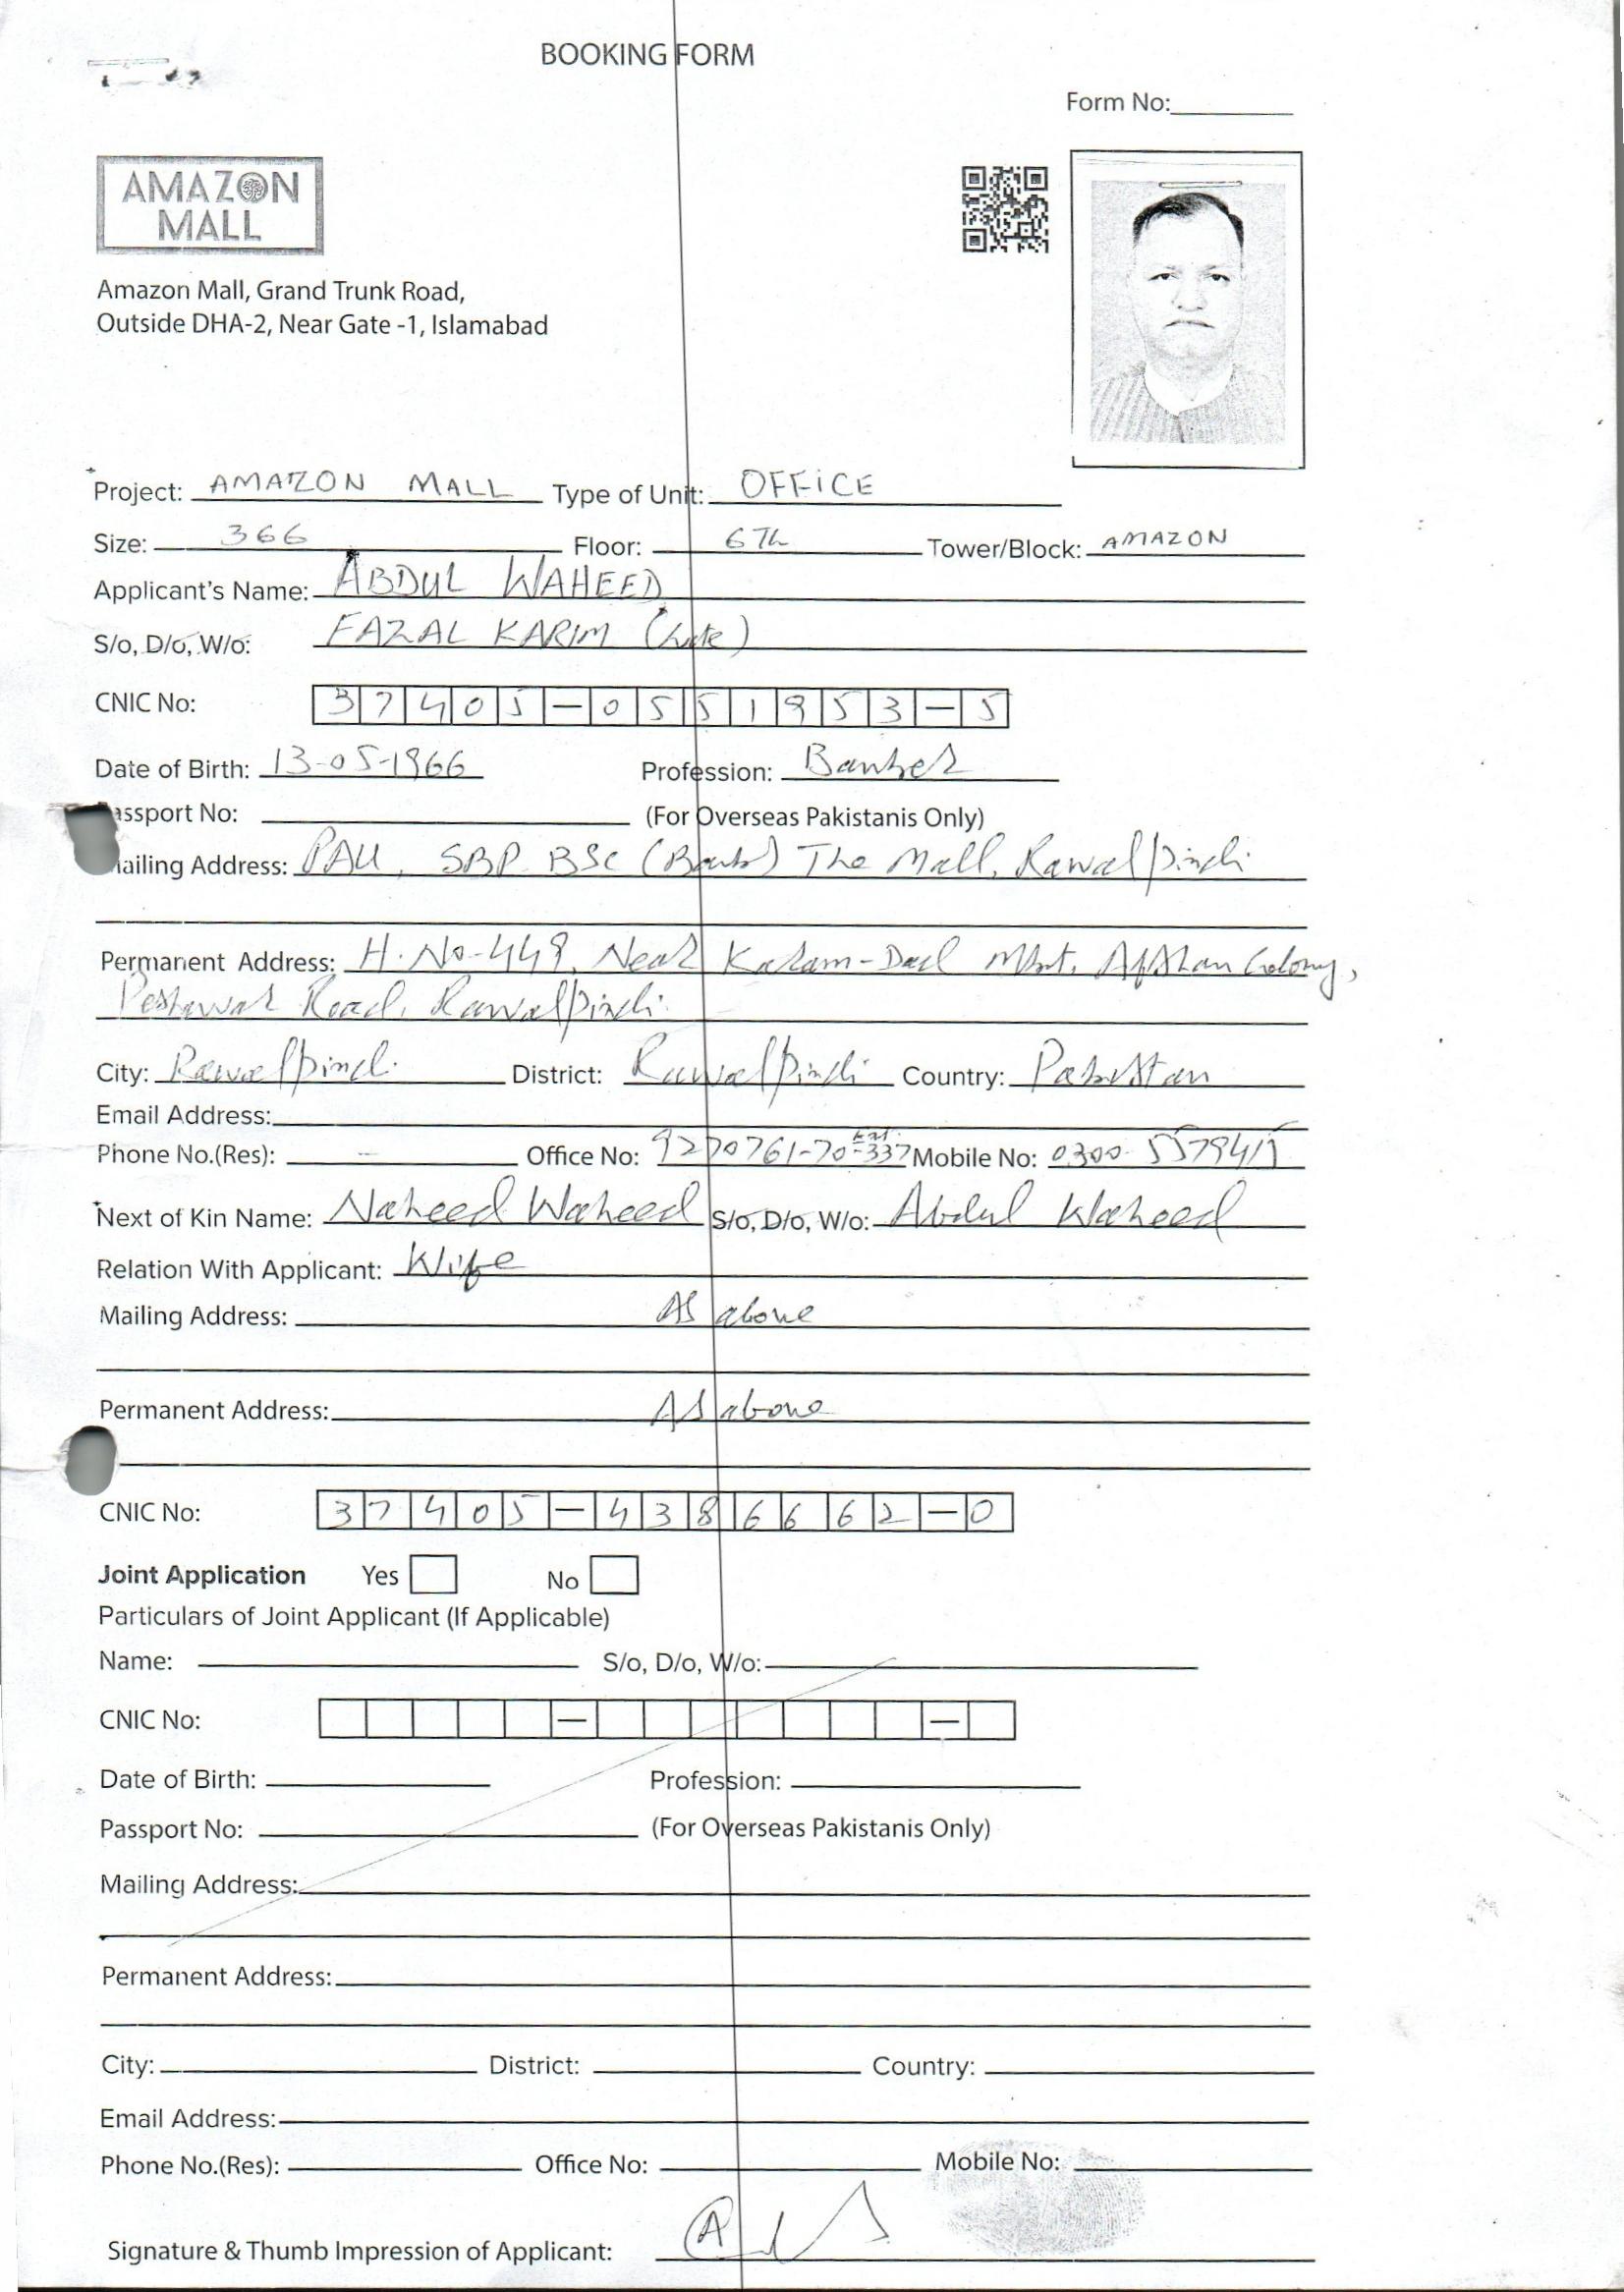 BOOKING FORM
Form No:
AMAZON
MALL
Amazon Mall, Grand Trunk Road,
Outside DHA-2, Near Gate -1, Islamabad
Project: AMAZON MALL Type of Unit: OFFICE
Size: 366 Floor: 6Th Tower/Block: AMAZON
Applicant's Name: ABDUL WAHEED
S/o, D/o, W/o: FAZAL KARIM (Late)
CNIC No: 37405-0551953-5
Date of Birth: 13-05-1966 Profession: Banker
Passport No: (For Overseas Pakistanis Only)
Mailing Address: PAU, SBP BSC (Bank) The Mall, Rawalpindi
Permanent Address: H.No-449, Near Karam-Dad Mkt, Afshan Colony,
Peshawar Road, Rawalpindi.
City: Rawalpindi District: Rawalpindi Country: Pakistan
Email Address:
Phone No.(Res): — Office No: 9270761-70 Ext.-337 Mobile No: 0300-5579415
Next of Kin Name: Naheed Waheed S/o, D/o, W/o: Abdul Waheed
Relation With Applicant: Wife
Mailing Address: As above
Permanent Address: As above
CNIC No: 37405-4386662-0
Joint Application Yes No
Particulars of Joint Applicant (If Applicable)
Name: S/o, D/o, W/o:
CNIC No: — —
Date of Birth: Profession:
Passport No: (For Overseas Pakistanis Only)
Mailing Address:
Permanent Address:
City: District: Country:
Email Address:
Phone No.(Res): Office No: Mobile No:
Signature & Thumb Impression of Applicant: